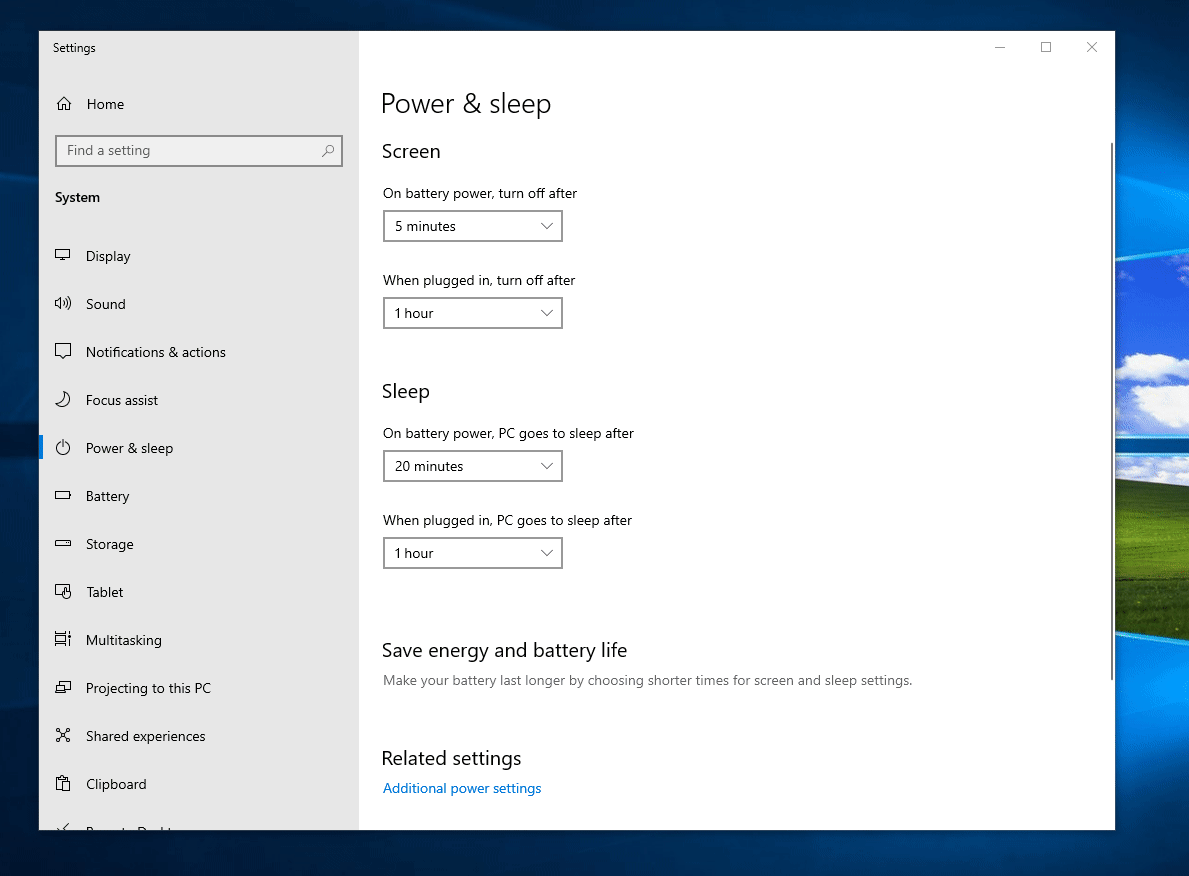 Settings
Home
Find a setting
System
Display
Sound
Notifications & actions
Focus assist
Power & sleep
Battery
Storage
Tablet
Multitasking
Projecting to this PC
Shared experiences
Clipboard
Power & sleep
Screen
On battery power, turn off after
5 minutes
When plugged in, turn off after
1 hour
Sleep
On battery power, PC goes to sleep after
20 minutes
When plugged in, PC goes to sleep after
1 hour
Save energy and battery life
Make your battery last longer by choosing shorter times for screen and sleep settings.
Related settings
Additional power settings